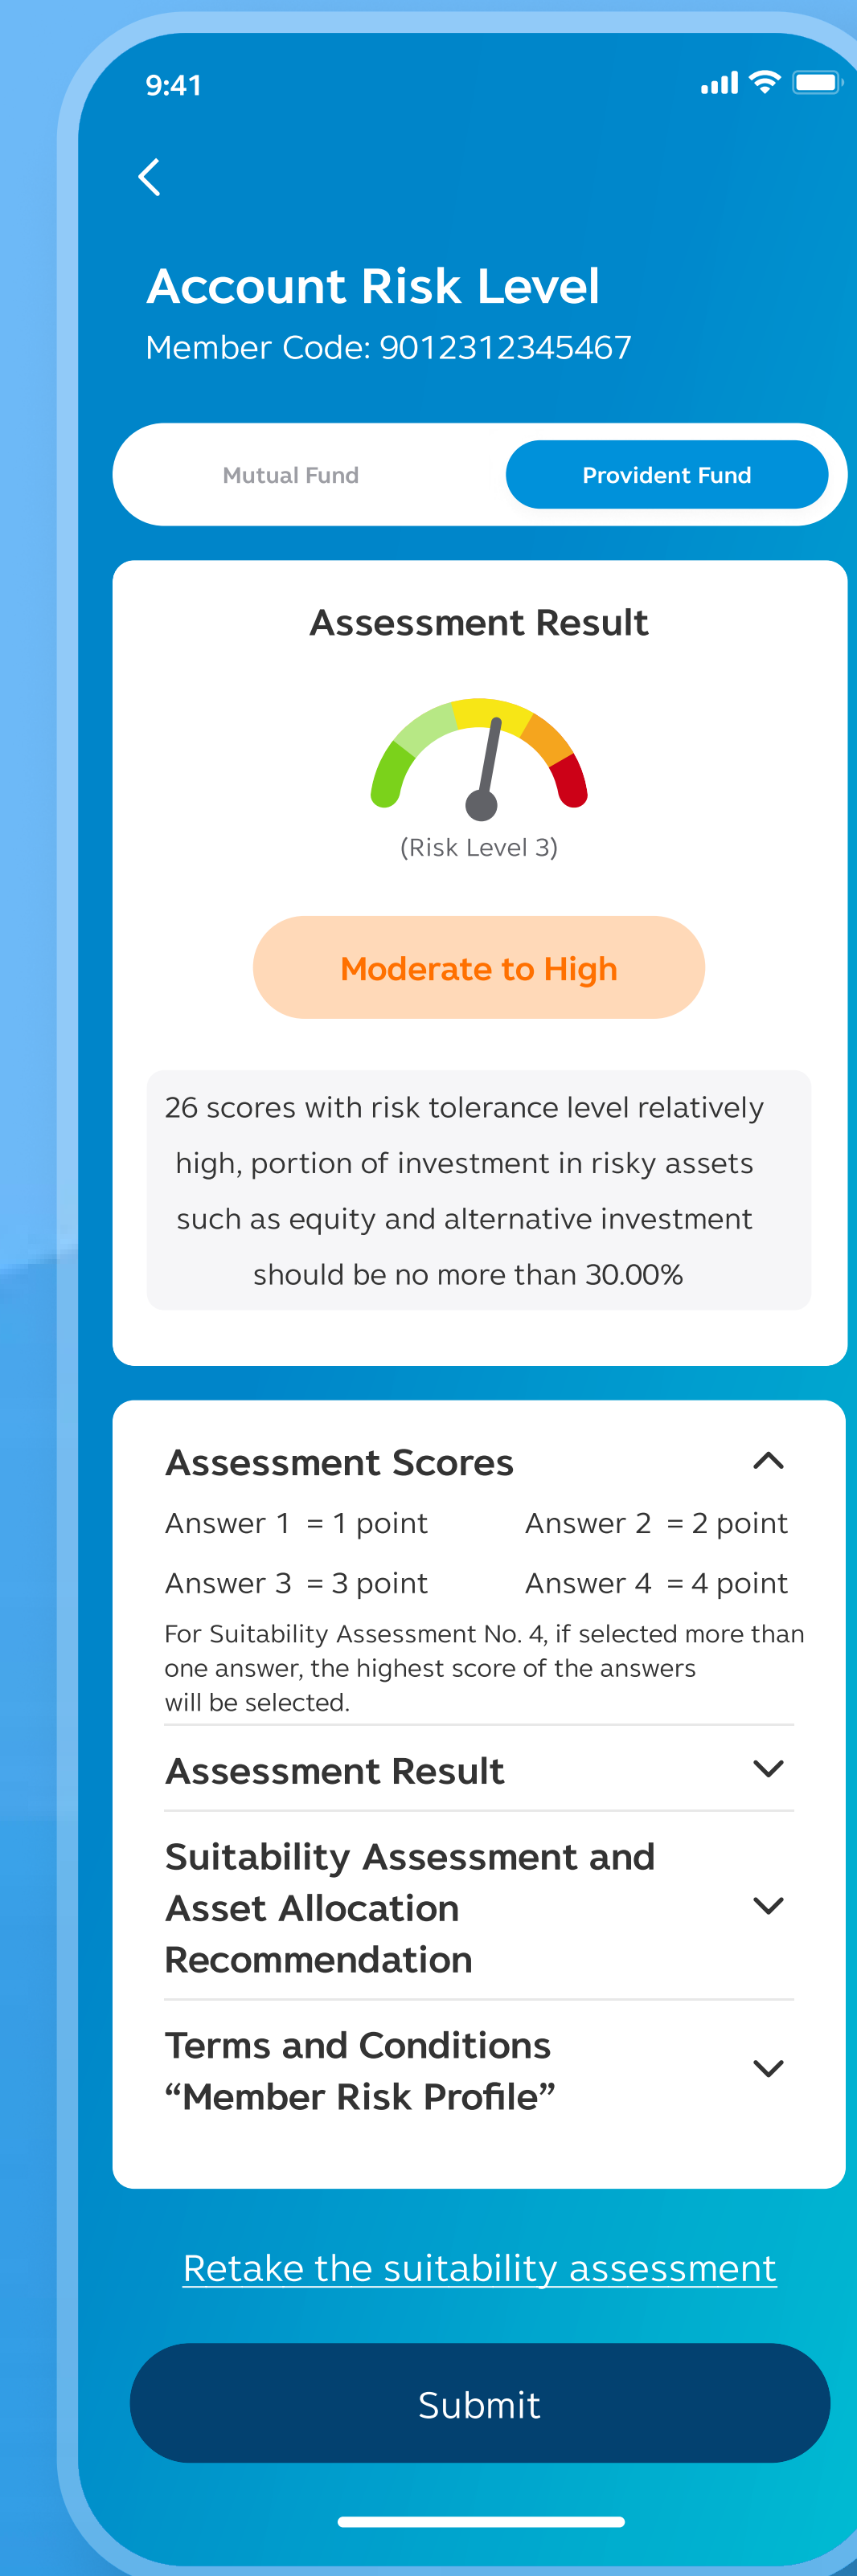 9:41
Account Risk Level
Member Code: 9012312345467
Mutual Fund
Provident Fund
Assessment Result
(Risk Level 3)
Moderate to High
26 scores with risk tolerance level relatively
high, portion of investment in risky assets
such as equity and alternative investment
should be no more than 30.00%
Assessment Scores
Answer 1 = 1 point Answer 2 = 2 point
Answer 3 = 3 point Answer 4 = 4 point
For Suitability Assessment No. 4, if selected more than
one answer, the highest score of the answers
will be selected.
Assessment Result
Suitability Assessment and
Asset Allocation
Recommendation
Terms and Conditions
“Member Risk Profile”
Retake the suitability assessment
Submit